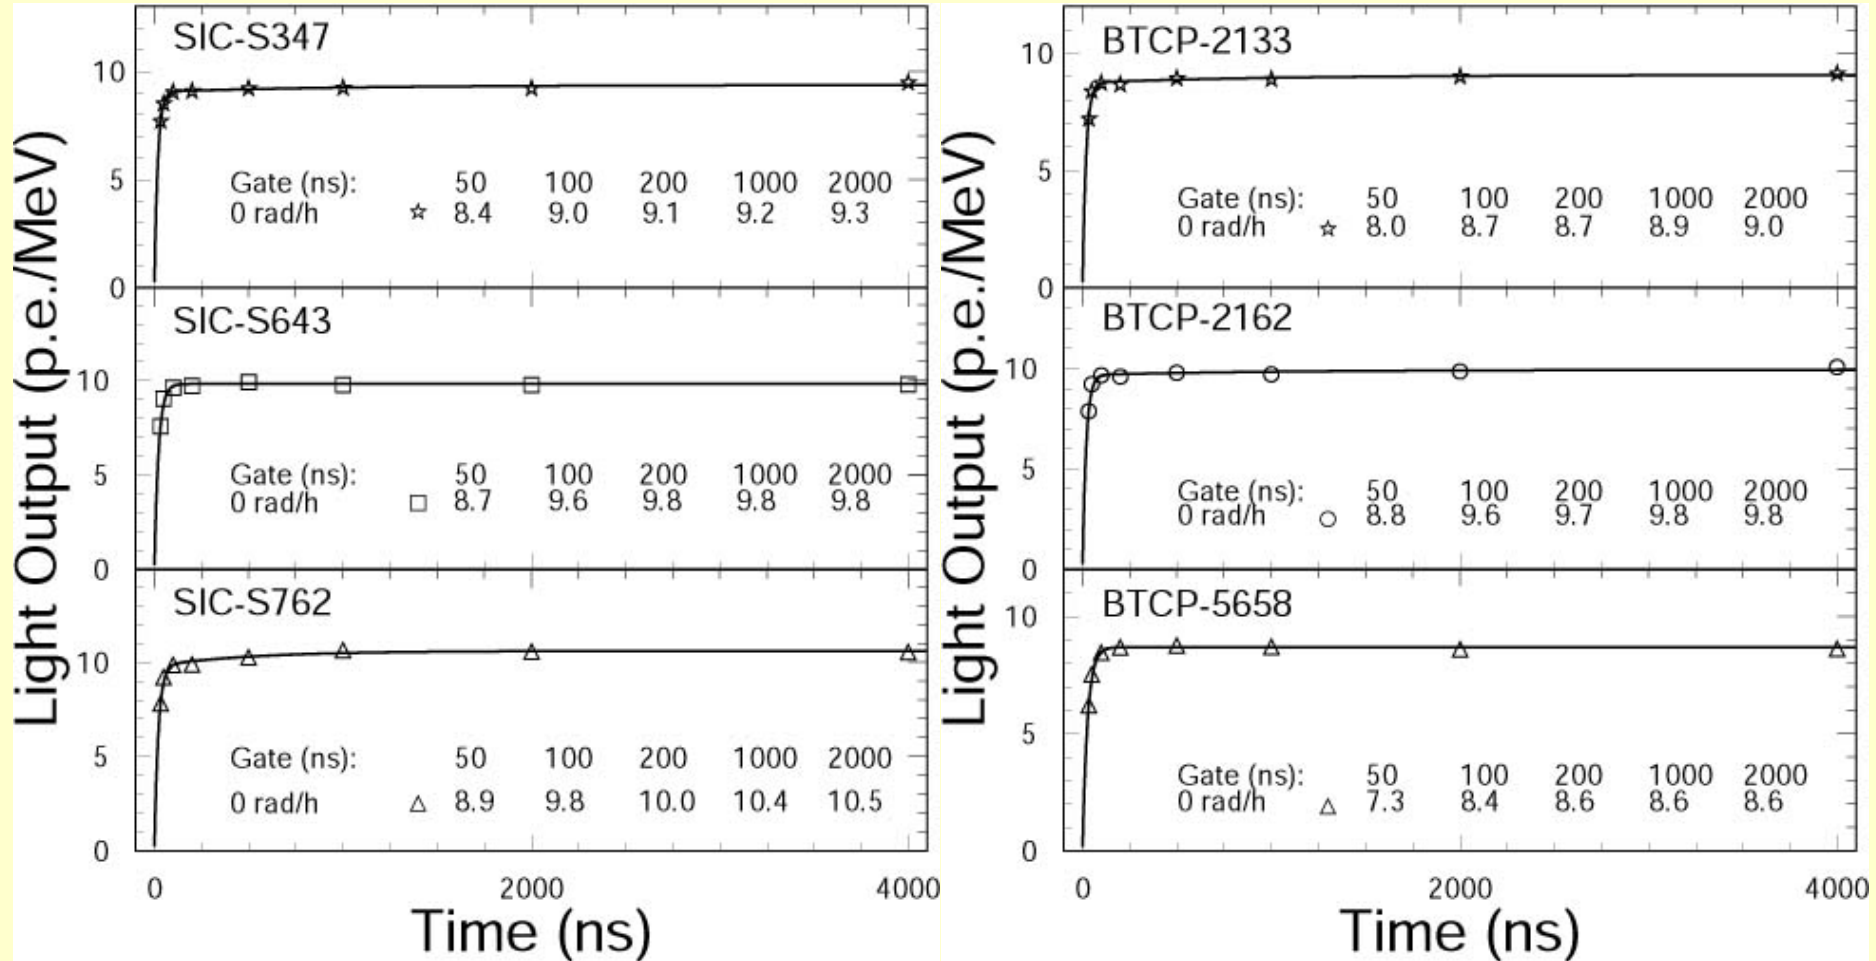 Light Output (p.e./MeV)
SIC-S347
10
5
0
Gate (ns): 50 100 200 1000 2000
0 rad/h 8.4 9.0 9.1 9.2 9.3
SIC-S643
10
5
0
Gate (ns): 50 100 200 1000 2000
0 rad/h 8.7 9.6 9.8 9.8 9.8
SIC-S762
10
5
0
Gate (ns): 50 100 200 1000 2000
0 rad/h 8.9 9.8 10.0 10.4 10.5
0 2000 4000
Time (ns)
Light Output (p.e./MeV)
BTCP-2133
10
5
0
Gate (ns): 50 100 200 1000 2000
0 rad/h 8.0 8.7 8.7 8.9 9.0
BTCP-2162
10
5
0
Gate (ns): 50 100 200 1000 2000
0 rad/h 8.8 9.6 9.7 9.8 9.8
BTCP-5658
10
5
0
Gate (ns): 50 100 200 1000 2000
0 rad/h 7.3 8.4 8.6 8.6 8.6
0 2000 4000
Time (ns)